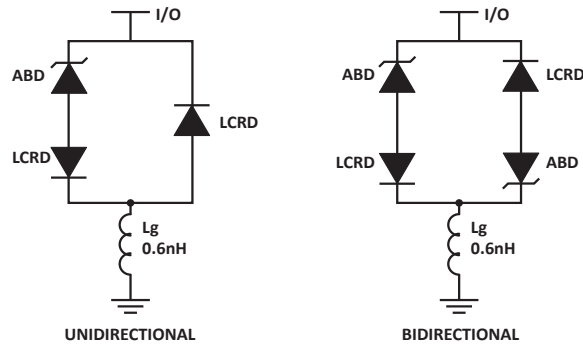 I/O
ABD
LCRD
LCRD
Lg
0.6nH
UNIDIRECTIONAL
I/O
ABD
LCRD
LCRD
ABD
Lg
0.6nH
BIDIRECTIONAL